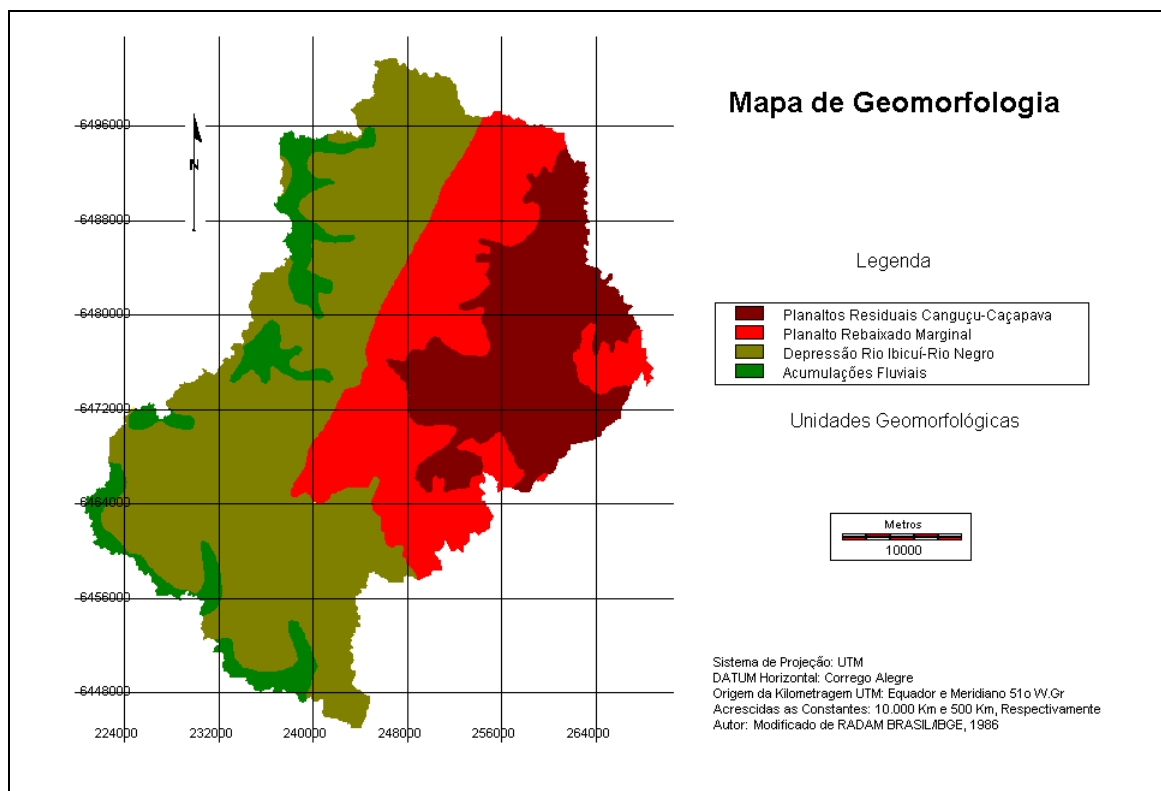 Mapa de Geomorfologia
6496000
N
6488000
Legenda
6480000
Planaltos Residuais Canguçu-Caçapava
Planalto Rebaixado Marginal
Depressão Rio Ibicuí-Rio Negro
Acumulações Fluviais
6472000
Unidades Geomorfológicas
6464000
Metros
10000
6456000
Sistema de Projeção: UTM
DATUM Horizontal: Corrego Alegre
Origem da Kilometragem UTM: Equador e Meridiano 51o W.Gr
Acrescidas as Constantes: 10.000 Km e 500 Km, Respectivamente
Autor: Modificado de RADAM BRASIL/IBGE, 1986
6448000
224000 232000 240000 248000 256000 264000